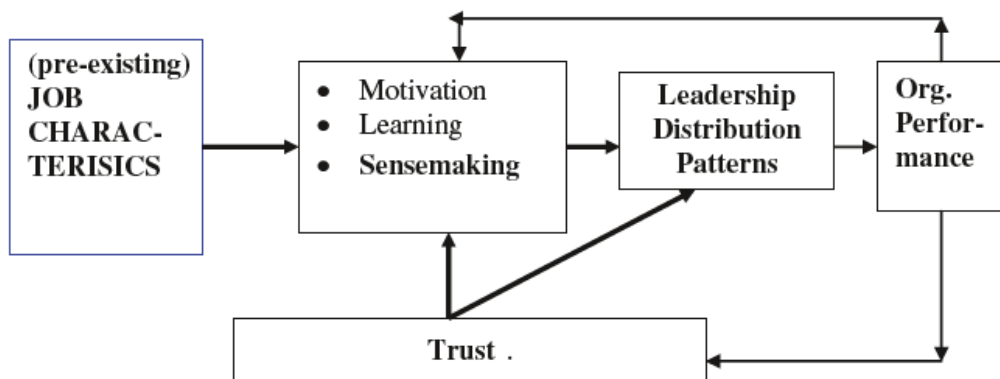 (pre-existing)
JOB
CHARAC-
TERISICS
• Motivation
• Learning
• Sensemaking
Leadership
Distribution
Patterns
Org.
Perfor-
mance
Trust .